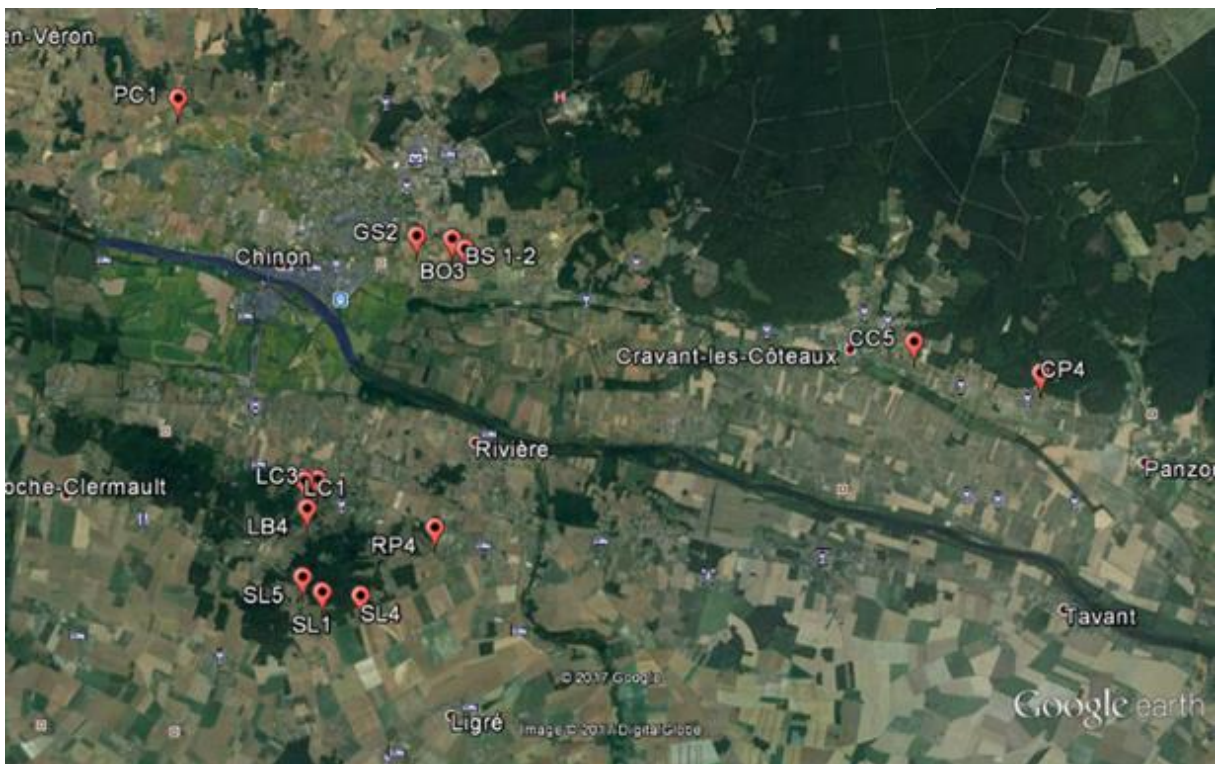 en-Véron
PC1
GS2
BO3
BS 1-2
Chinon
CC5
Cravant-les-Côteaux
CP4
Rivière
Panzou
LC3
LC1
oche-Clermault
LB4
RP4
SL5
SL1
SL4
Tavant
© 2017 Google
Ligré
Image © 2017 DigitalGlobe
Google earth